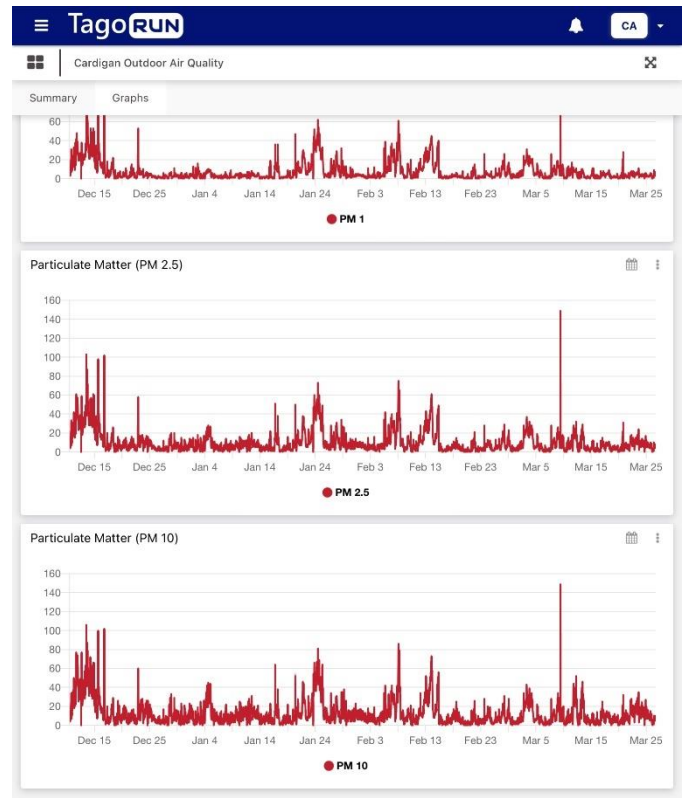 TagoRUN
CA
Cardigan Outdoor Air Quality
Summary Graphs
60
40
20
0
Dec 15 Dec 25 Jan 4 Jan 14 Jan 24 Feb 3 Feb 13 Feb 23 Mar 5 Mar 15 Mar 25
PM 1
Particulate Matter (PM 2.5)
160
140
120
100
80
60
40
20
0
Dec 15 Dec 25 Jan 4 Jan 14 Jan 24 Feb 3 Feb 13 Feb 23 Mar 5 Mar 15 Mar 25
PM 2.5
Particulate Matter (PM 10)
160
140
120
100
80
60
40
20
0
Dec 15 Dec 25 Jan 4 Jan 14 Jan 24 Feb 3 Feb 13 Feb 23 Mar 5 Mar 15 Mar 25
PM 10